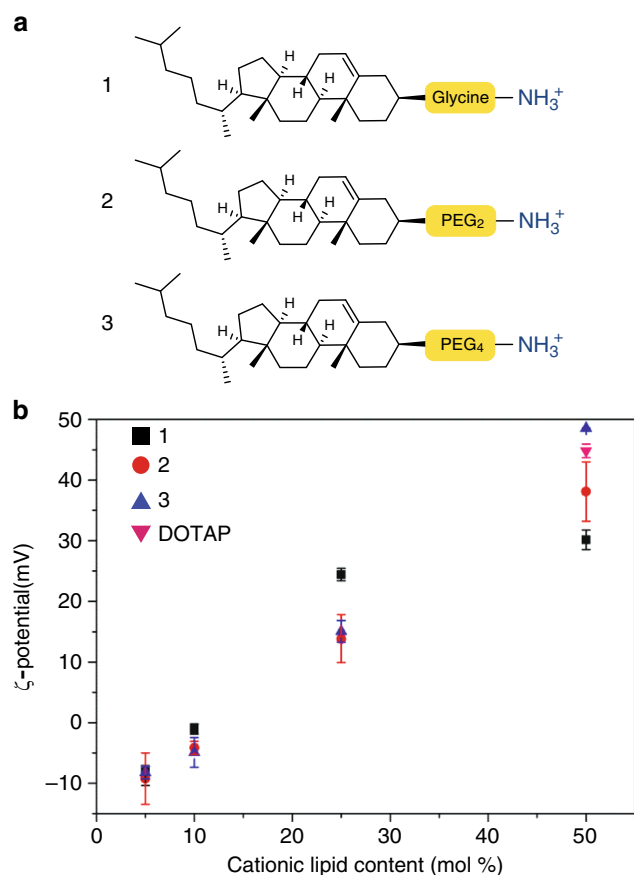 a
1
H
H
H
H
Glycine
NH₃⁺
2
H
H
H
H
PEG₂
NH₃⁺
3
H
H
H
H
PEG₄
NH₃⁺
b
50
40
30
20
10
0
−10
ζ-potential(mV)
1
2
3
DOTAP
0 10 20 30 40 50
Cationic lipid content (mol %)